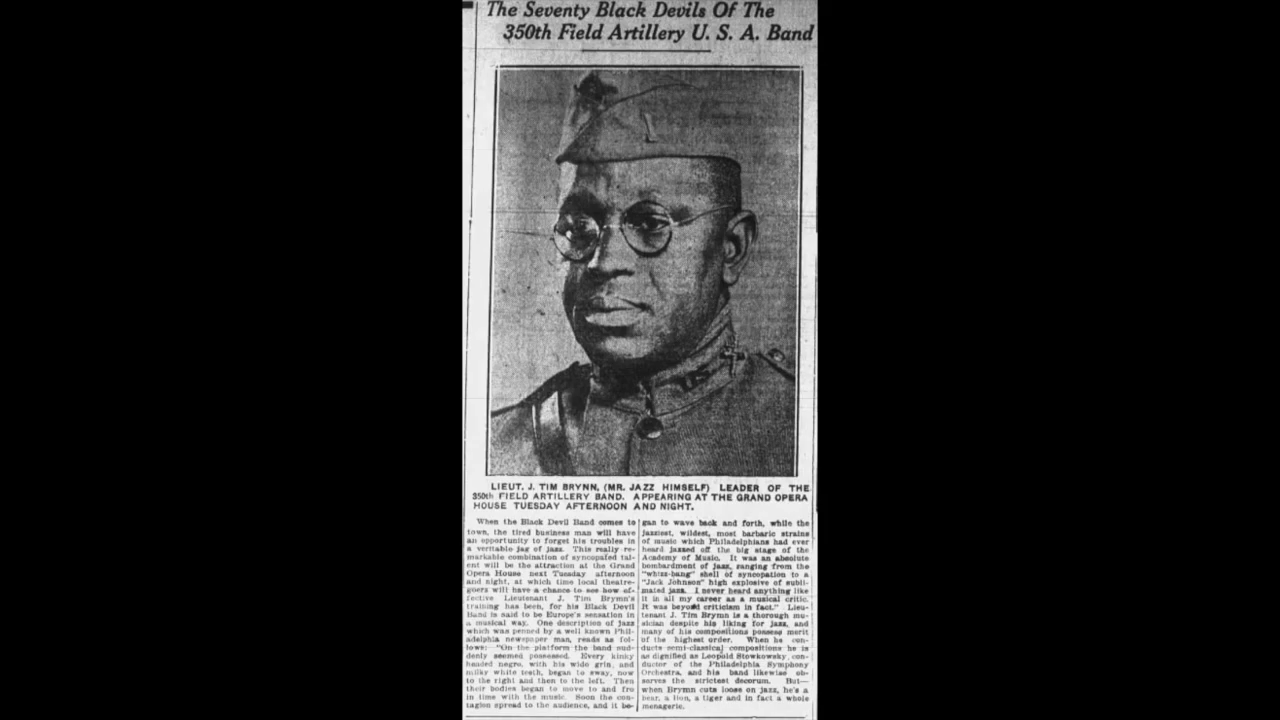 The Seventy Black Devils Of The
350th Field Artillery U. S. A. Band
LIEUT. J. TIM BRYNN, (MR. JAZZ HIMSELF) LEADER OF THE
350th FIELD ARTILLERY BAND. APPEARING AT THE GRAND OPERA
HOUSE TUESDAY AFTERNOON AND NIGHT.
When the Black Devil Band comes to
town, the tired business man will have
an opportunity to forget his troubles in
a veritable jag of jazz. This really re-
markable combination of syncopated tal-
ent will be the attraction at the Grand
Opera House next Tuesday afternoon
and night, at which time local theatre-
goers will have a chance to see how ef-
fective Lieutenant J. Tim Brymn's
training has been, for his Black Devil
Band is said to be Europe's sensation in
a musical way. One description of jazz
which was penned by a well known Phil-
adelphia newspaper man, reads as fol-
lows: "On the platform the band sud-
denly seemed possessed. Every kinky
headed negro, with his wide grin, and
milky white teeth, began to sway, now
to the right and then to the left. Then
their bodies began to move to and fro
in time with the music. Soon the con-
tagion spread to the audience, and it be-
gan to wave back and forth, while the
jazziest, wildest, most barbaric strains
of music which Philadelphians had ever
heard jazzed off the big stage of the
Academy of Music. It was an absolute
bombardment of jazz, ranging from the
"whizz-bang" shell of syncopation to a
"Jack Johnson" high explosive of subli-
mated jazz. I never heard anything like
it in all my career as a musical critic.
It was beyond criticism in fact." Lieu-
tenant J. Tim Brymn is a thorough mu-
sician despite his liking for jazz, and
many of his compositions possess merit
of the highest order. When he con-
ducts semi-classical compositions he is
as dignified as Leopold Stowkowsky, con-
ductor of the Philadelphia Symphony
Orchestra, and his band likewise ob-
serves the strictest decorum. But—
when Brymn cuts loose on jazz, he's a
bear, a lion, a tiger and in fact a whole
menagerie.